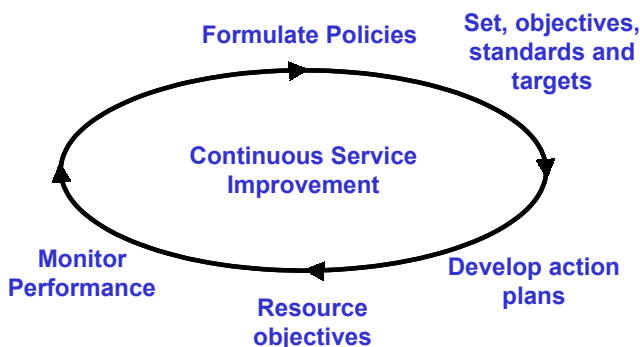 Formulate Policies
Set, objectives,
standards and
targets
Continuous Service
Improvement
Develop action
plans
Resource
objectives
Monitor
Performance